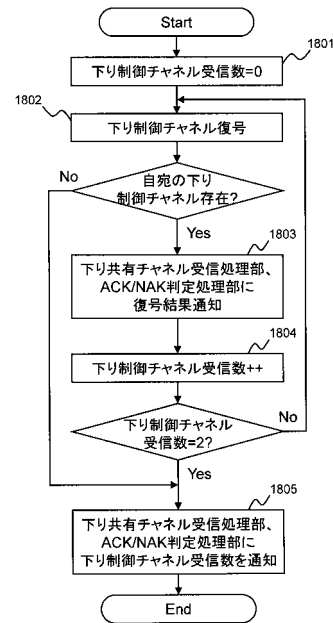 Start
1801
下り制御チャネル受信数=0
1802
下り制御チャネル復号
自宛の下り
制御チャネル存在?
No
Yes
1803
下り共有チャネル受信処理部、
ACK/NAK判定処理部に
復号結果通知
1804
下り制御チャネル受信数++
下り制御チャネル
受信数=2?
No
Yes
1805
下り共有チャネル受信処理部、
ACK/NAK判定処理部に
下り制御チャネル受信数を通知
End